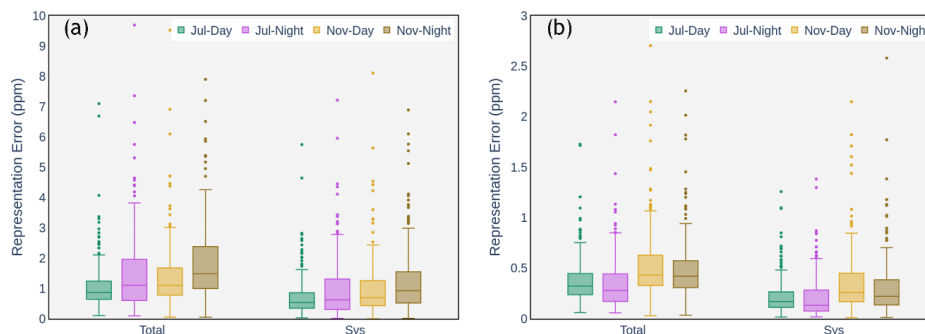 (a)
Jul-Day Jul-Night Nov-Day Nov-Night
Representation Error (ppm)
10
9
8
7
6
5
4
3
2
1
0
Total Sys
(b)
Jul-Day Jul-Night Nov-Day Nov-Night
Representation Error (ppm)
3
2.5
2
1.5
1
0.5
0
Total Sys